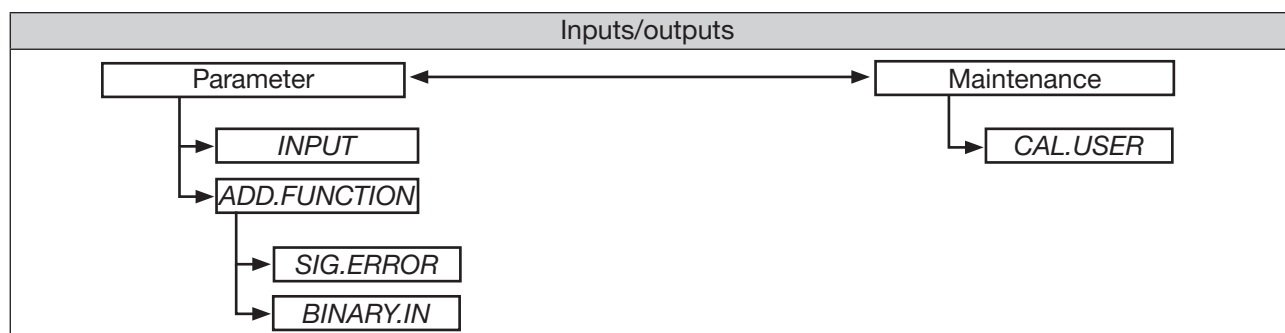 Inputs/outputs
Parameter
Maintenance
INPUT
CAL.USER
ADD.FUNCTION
SIG.ERROR
BINARY.IN